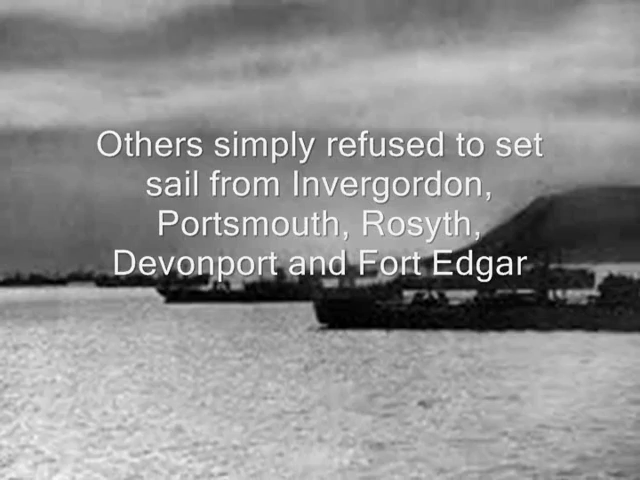 Others simply refused to set
sail from Invergordon,
Portsmouth, Rosyth,
Devonport and Fort Edgar